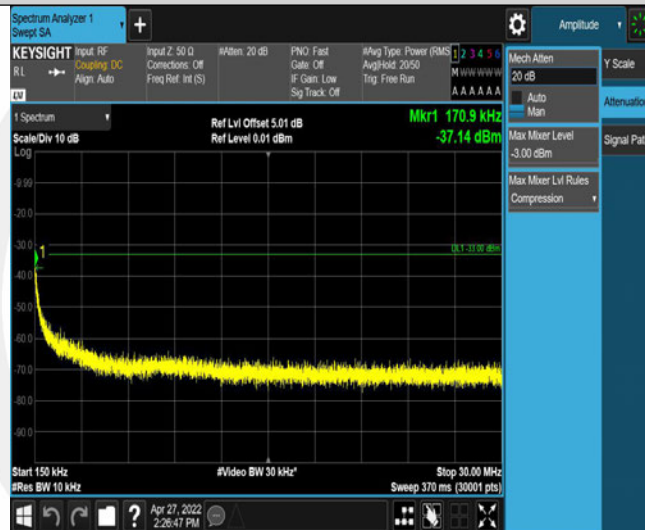 Spectrum Analyzer 1
Swept SA
Amplitude
KEYSIGHT
RL
Input: RF
Coupling: DC
Align: Auto
Input Z: 50 Ω
Corrections: Off
Freq Ref: Int (S)
#Atten: 20 dB
PNO: Fast
Gate: Off
IF Gain: Low
Sig Track: Off
#Avg Type: Power (RMS
Avg|Hold: 20/50
Trig: Free Run
1 2 3 4 5 6
M W W W W W
A A A A A A
1 Spectrum
Scale/Div 10 dB
Log
Ref Lvl Offset 5.01 dB
Ref Level 0.01 dBm
Mkr1 170.9 kHz
-37.14 dBm
-9.99
-20.0
-30.0
-40.0
-50.0
-60.0
-70.0
-80.0
-90.0
1
DL1 -33.00 dBm
Start 150 kHz
#Res BW 10 kHz
#Video BW 30 kHz*
Stop 30.00 MHz
Sweep 370 ms (30001 pts)
Mech Atten
20 dB
Auto
Man
Max Mixer Level
-3.00 dBm
Max Mixer Lvl Rules
Compression
Y Scale
Attenuation
Signal Pat
Apr 27, 2022
2:26:47 PM